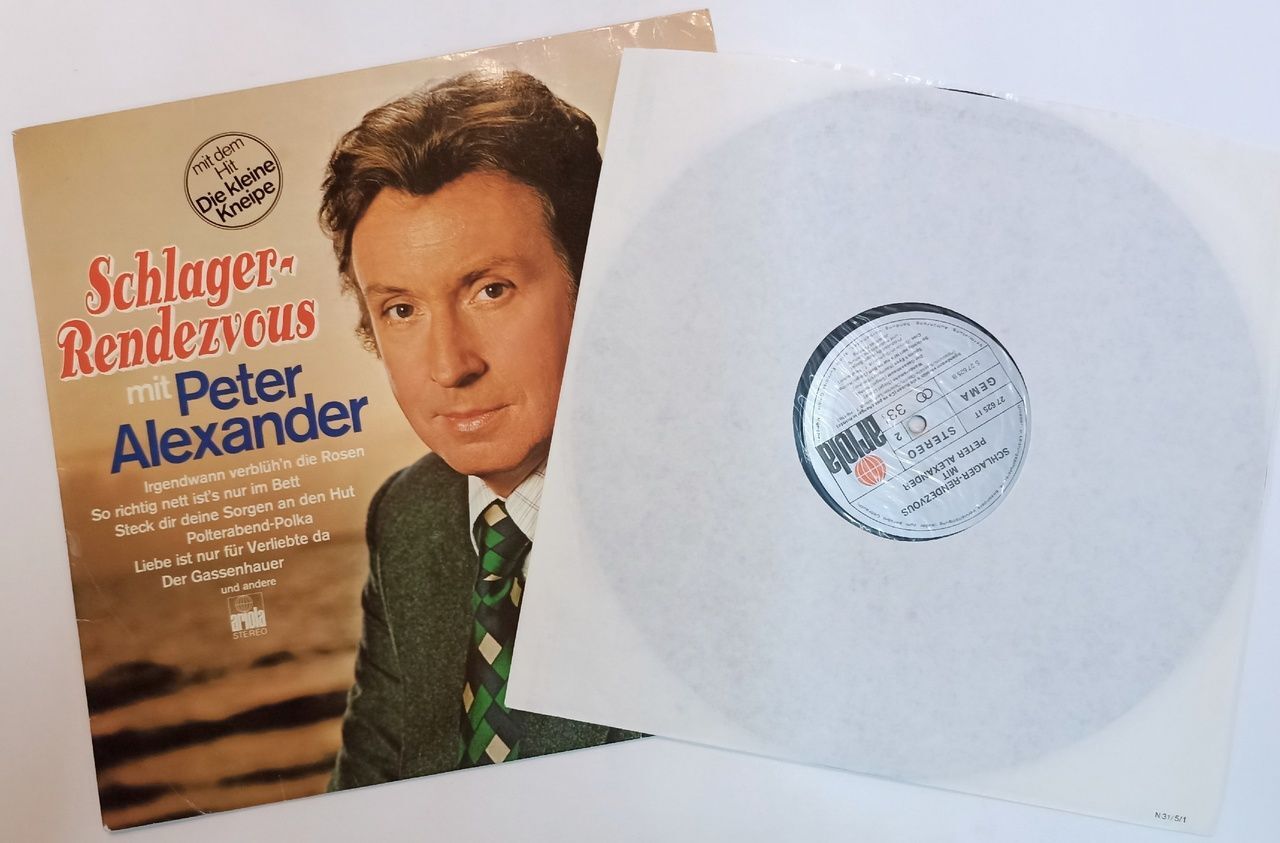 mit dem
Hit
Die kleine
Kneipe
Schlager-
Rendezvous
mit Peter
Alexander
Irgendwann verblüh'n die Rosen
So richtig nett ist's nur im Bett
Steck dir deine Sorgen an den Hut
Polterabend-Polka
Liebe ist nur für Verliebte da
Der Gassenhauer
und andere
ariola
STEREO
SCHLAGER-RENDEZVOUS
MIT
PETER ALEXANDER
27 625 IT
STEREO
GEMA
2
S 27 625 B
ariola
33
N 31/5/1